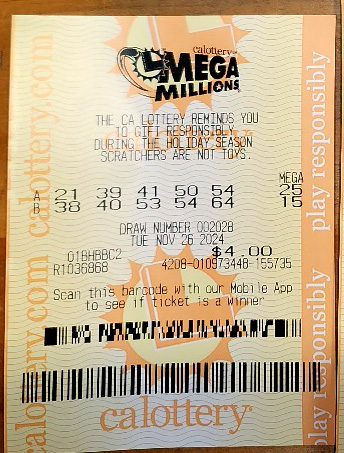 calottery
MEGA
MILLIONS
THE CA LOTTERY REMINDS YOU
TO GIFT RESPONSIBLY
DURING THE HOLIDAY SEASON
SCRATCHERS ARE NOT TOYS.
MEGA
A 21 39 41 50 54 25
B 38 40 53 54 64 15
DRAW NUMBER 002028
TUE NOV 26 2024
01BHBBC2 $4.00
R1036868 4208-010973448-155735
Scan this barcode with our Mobile App
to see if ticket is a winner
calottery
calottery.com calottery.com
play responsibly
play responsibly